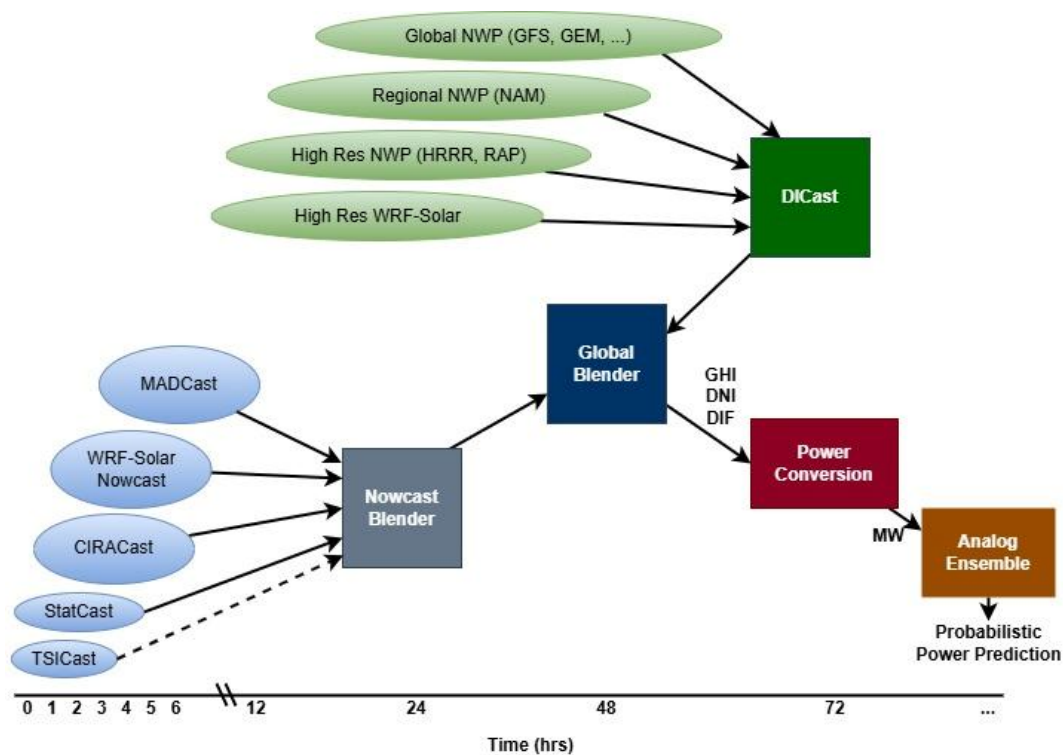 Global NWP (GFS, GEM, ...)
Regional NWP (NAM)
High Res NWP (HRRR, RAP)
High Res WRF-Solar
DICast
Global
Blender
GHI
DNI
DIF
MADCast
WRF-Solar
Nowcast
CIRACast
StatCast
TSICast
Nowcast
Blender
Power
Conversion
MW
Analog
Ensemble
Probabilistic
Power Prediction
0 1 2 3 4 5 6 12 24 48 72 ...
Time (hrs)